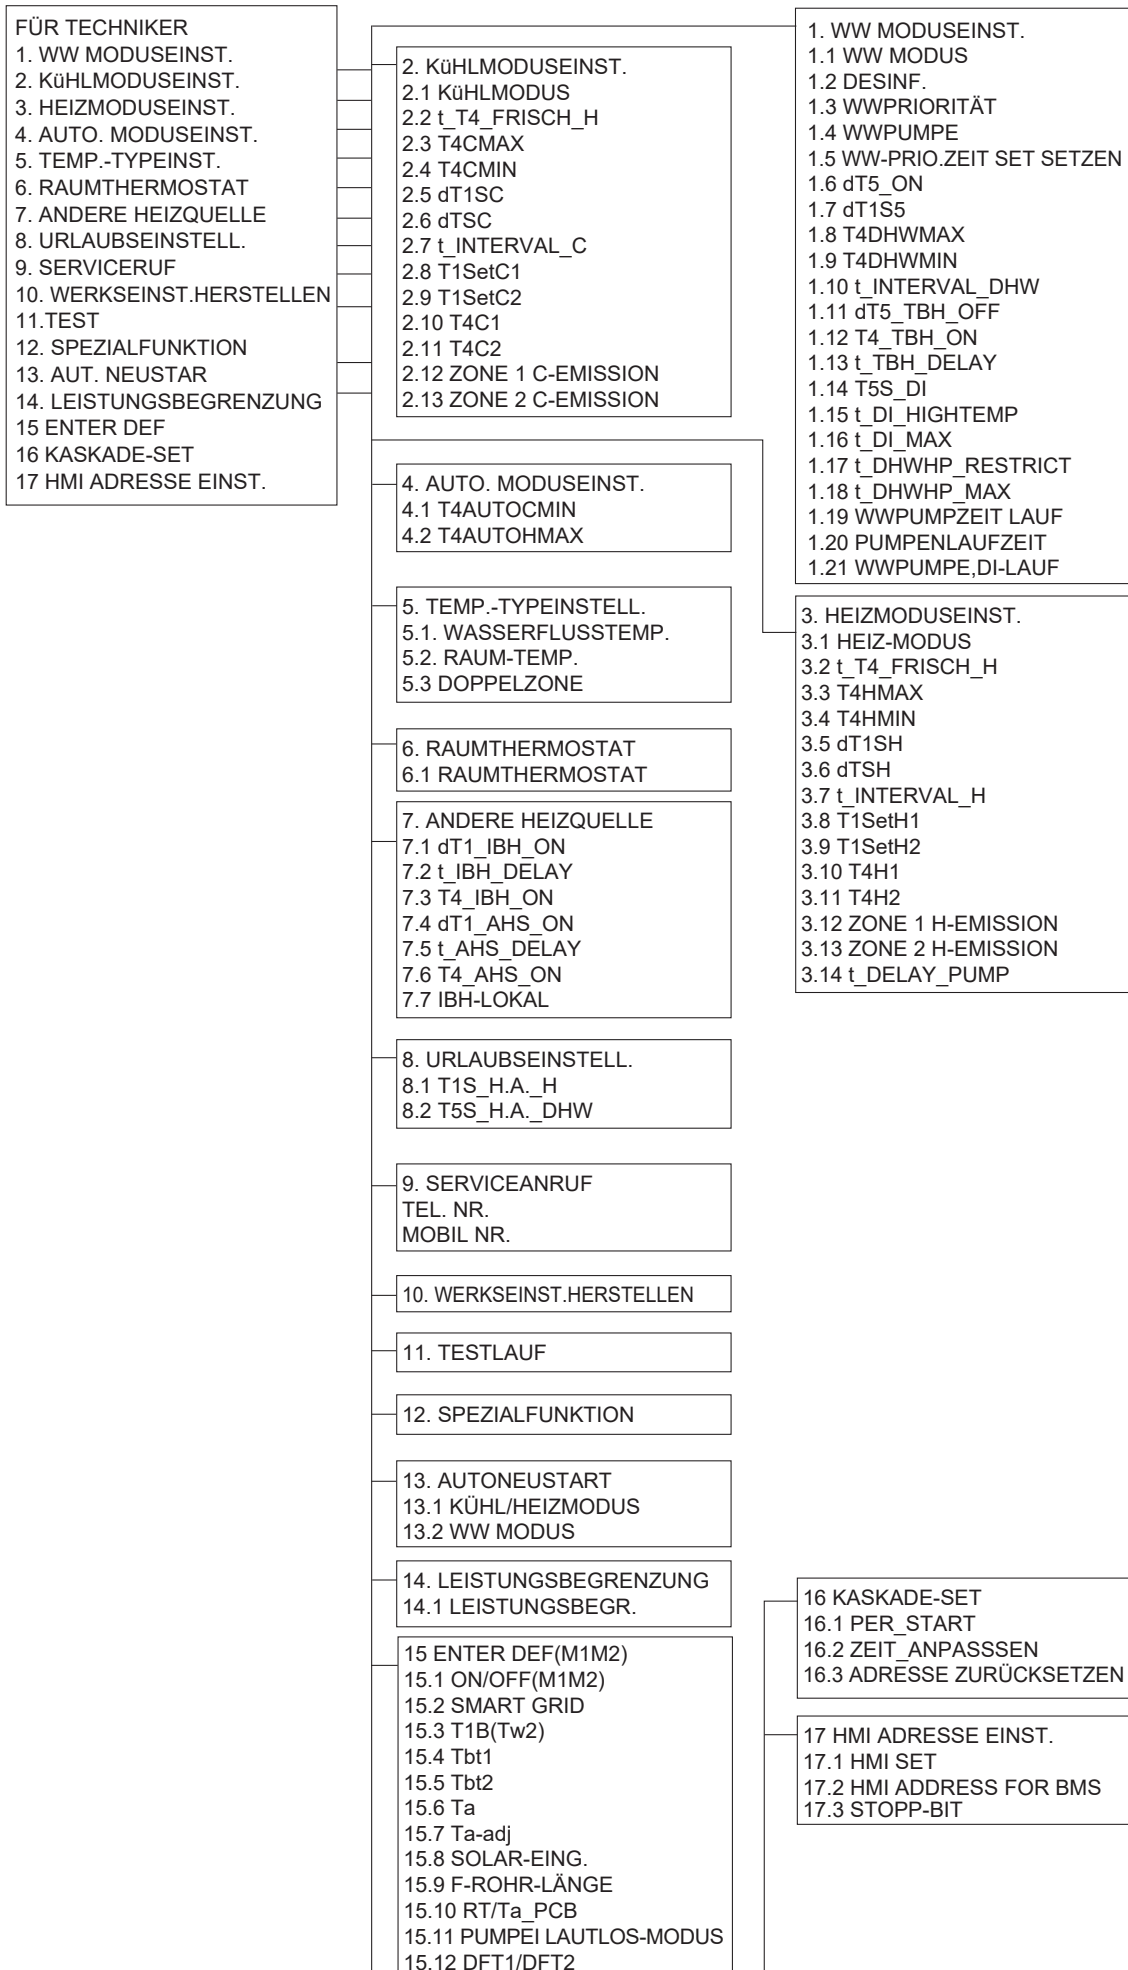 FÜR TECHNIKER
1. WW MODUSEINST.
2. KüHLMODUSEINST.
3. HEIZMODUSEINST.
4. AUTO. MODUSEINST.
5. TEMP.-TYPEINST.
6. RAUMTHERMOSTAT
7. ANDERE HEIZQUELLE
8. URLAUBSEINSTELL.
9. SERVICERUF
10. WERKSEINST.HERSTELLEN
11.TEST
12. SPEZIALFUNKTION
13. AUT. NEUSTAR
14. LEISTUNGSBEGRENZUNG
15 ENTER DEF
16 KASKADE-SET
17 HMI ADRESSE EINST.
1. WW MODUSEINST.
1.1 WW MODUS
1.2 DESINF.
1.3 WWPRIORITÄT
1.4 WWPUMPE
1.5 WW-PRIO.ZEIT SET SETZEN
1.6 dT5_ON
1.7 dT1S5
1.8 T4DHWMAX
1.9 T4DHWMIN
1.10 t_INTERVAL_DHW
1.11 dT5_TBH_OFF
1.12 T4_TBH_ON
1.13 t_TBH_DELAY
1.14 T5S_DI
1.15 t_DI_HIGHTEMP
1.16 t_DI_MAX
1.17 t_DHWHP_RESTRICT
1.18 t_DHWHP_MAX
1.19 WWPUMPZEIT LAUF
1.20 PUMPENLAUFZEIT
1.21 WWPUMPE,DI-LAUF
2. KüHLMODUSEINST.
2.1 KüHLMODUS
2.2 t_T4_FRISCH_H
2.3 T4CMAX
2.4 T4CMIN
2.5 dT1SC
2.6 dTSC
2.7 t_INTERVAL_C
2.8 T1SetC1
2.9 T1SetC2
2.10 T4C1
2.11 T4C2
2.12 ZONE 1 C-EMISSION
2.13 ZONE 2 C-EMISSION
3. HEIZMODUSEINST.
3.1 HEIZ-MODUS
3.2 t_T4_FRISCH_H
3.3 T4HMAX
3.4 T4HMIN
3.5 dT1SH
3.6 dTSH
3.7 t_INTERVAL_H
3.8 T1SetH1
3.9 T1SetH2
3.10 T4H1
3.11 T4H2
3.12 ZONE 1 H-EMISSION
3.13 ZONE 2 H-EMISSION
3.14 t_DELAY_PUMP
4. AUTO. MODUSEINST.
4.1 T4AUTOCMIN
4.2 T4AUTOHMAX
5. TEMP.-TYPEINSTELL.
5.1. WASSERFLUSSTEMP.
5.2. RAUM-TEMP.
5.3 DOPPELZONE
6. RAUMTHERMOSTAT
6.1 RAUMTHERMOSTAT
7. ANDERE HEIZQUELLE
7.1 dT1_IBH_ON
7.2 t_IBH_DELAY
7.3 T4_IBH_ON
7.4 dT1_AHS_ON
7.5 t_AHS_DELAY
7.6 T4_AHS_ON
7.7 IBH-LOKAL
8. URLAUBSEINSTELL.
8.1 T1S_H.A._H
8.2 T5S_H.A._DHW
9. SERVICEANRUF
TEL. NR.
MOBIL NR.
10. WERKSEINST.HERSTELLEN
11. TESTLAUF
12. SPEZIALFUNKTION
13. AUTONEUSTART
13.1 KÜHL/HEIZMODUS
13.2 WW MODUS
14. LEISTUNGSBEGRENZUNG
14.1 LEISTUNGSBEGR.
15 ENTER DEF(M1M2)
15.1 ON/OFF(M1M2)
15.2 SMART GRID
15.3 T1B(Tw2)
15.4 Tbt1
15.5 Tbt2
15.6 Ta
15.7 Ta-adj
15.8 SOLAR-EING.
15.9 F-ROHR-LÄNGE
15.10 RT/Ta_PCB
15.11 PUMPEI LAUTLOS-MODUS
15.12 DFT1/DFT2
16 KASKADE-SET
16.1 PER_START
16.2 ZEIT_ANPASSSEN
16.3 ADRESSE ZURÜCKSETZEN
17 HMI ADRESSE EINST.
17.1 HMI SET
17.2 HMI ADDRESS FOR BMS
17.3 STOPP-BIT